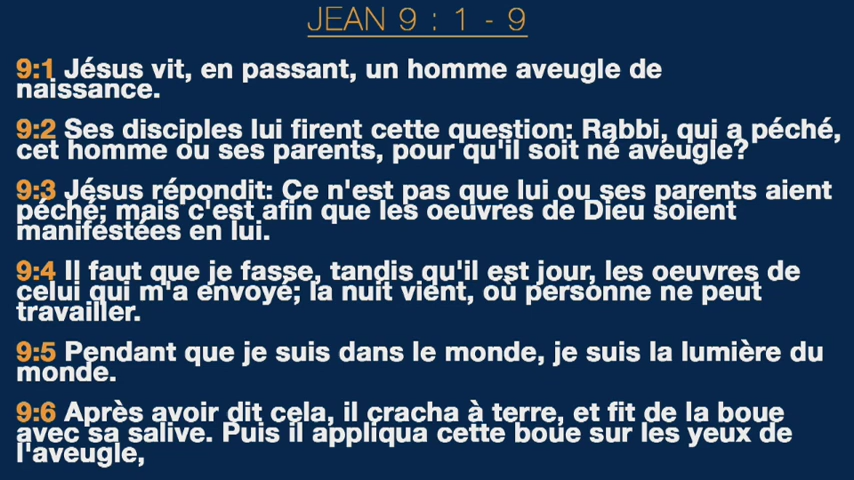 JEAN 9 : 1 - 9
9:1 Jésus vit, en passant, un homme aveugle de
naissance.
9:2 Ses disciples lui firent cette question: Rabbi, qui a péché,
cet homme ou ses parents, pour qu'il soit né aveugle?
9:3 Jésus répondit: Ce n'est pas que lui ou ses parents aient
péché; mais c'est afin que les oeuvres de Dieu soient
manifestées en lui.
9:4 Il faut que je fasse, tandis qu'il est jour, les oeuvres de
celui qui m'a envoyé; la nuit vient, où personne ne peut
travailler.
9:5 Pendant que je suis dans le monde, je suis la lumière du
monde.
9:6 Après avoir dit cela, il cracha à terre, et fit de la boue
avec sa salive. Puis il appliqua cette boue sur les yeux de
l'aveugle,